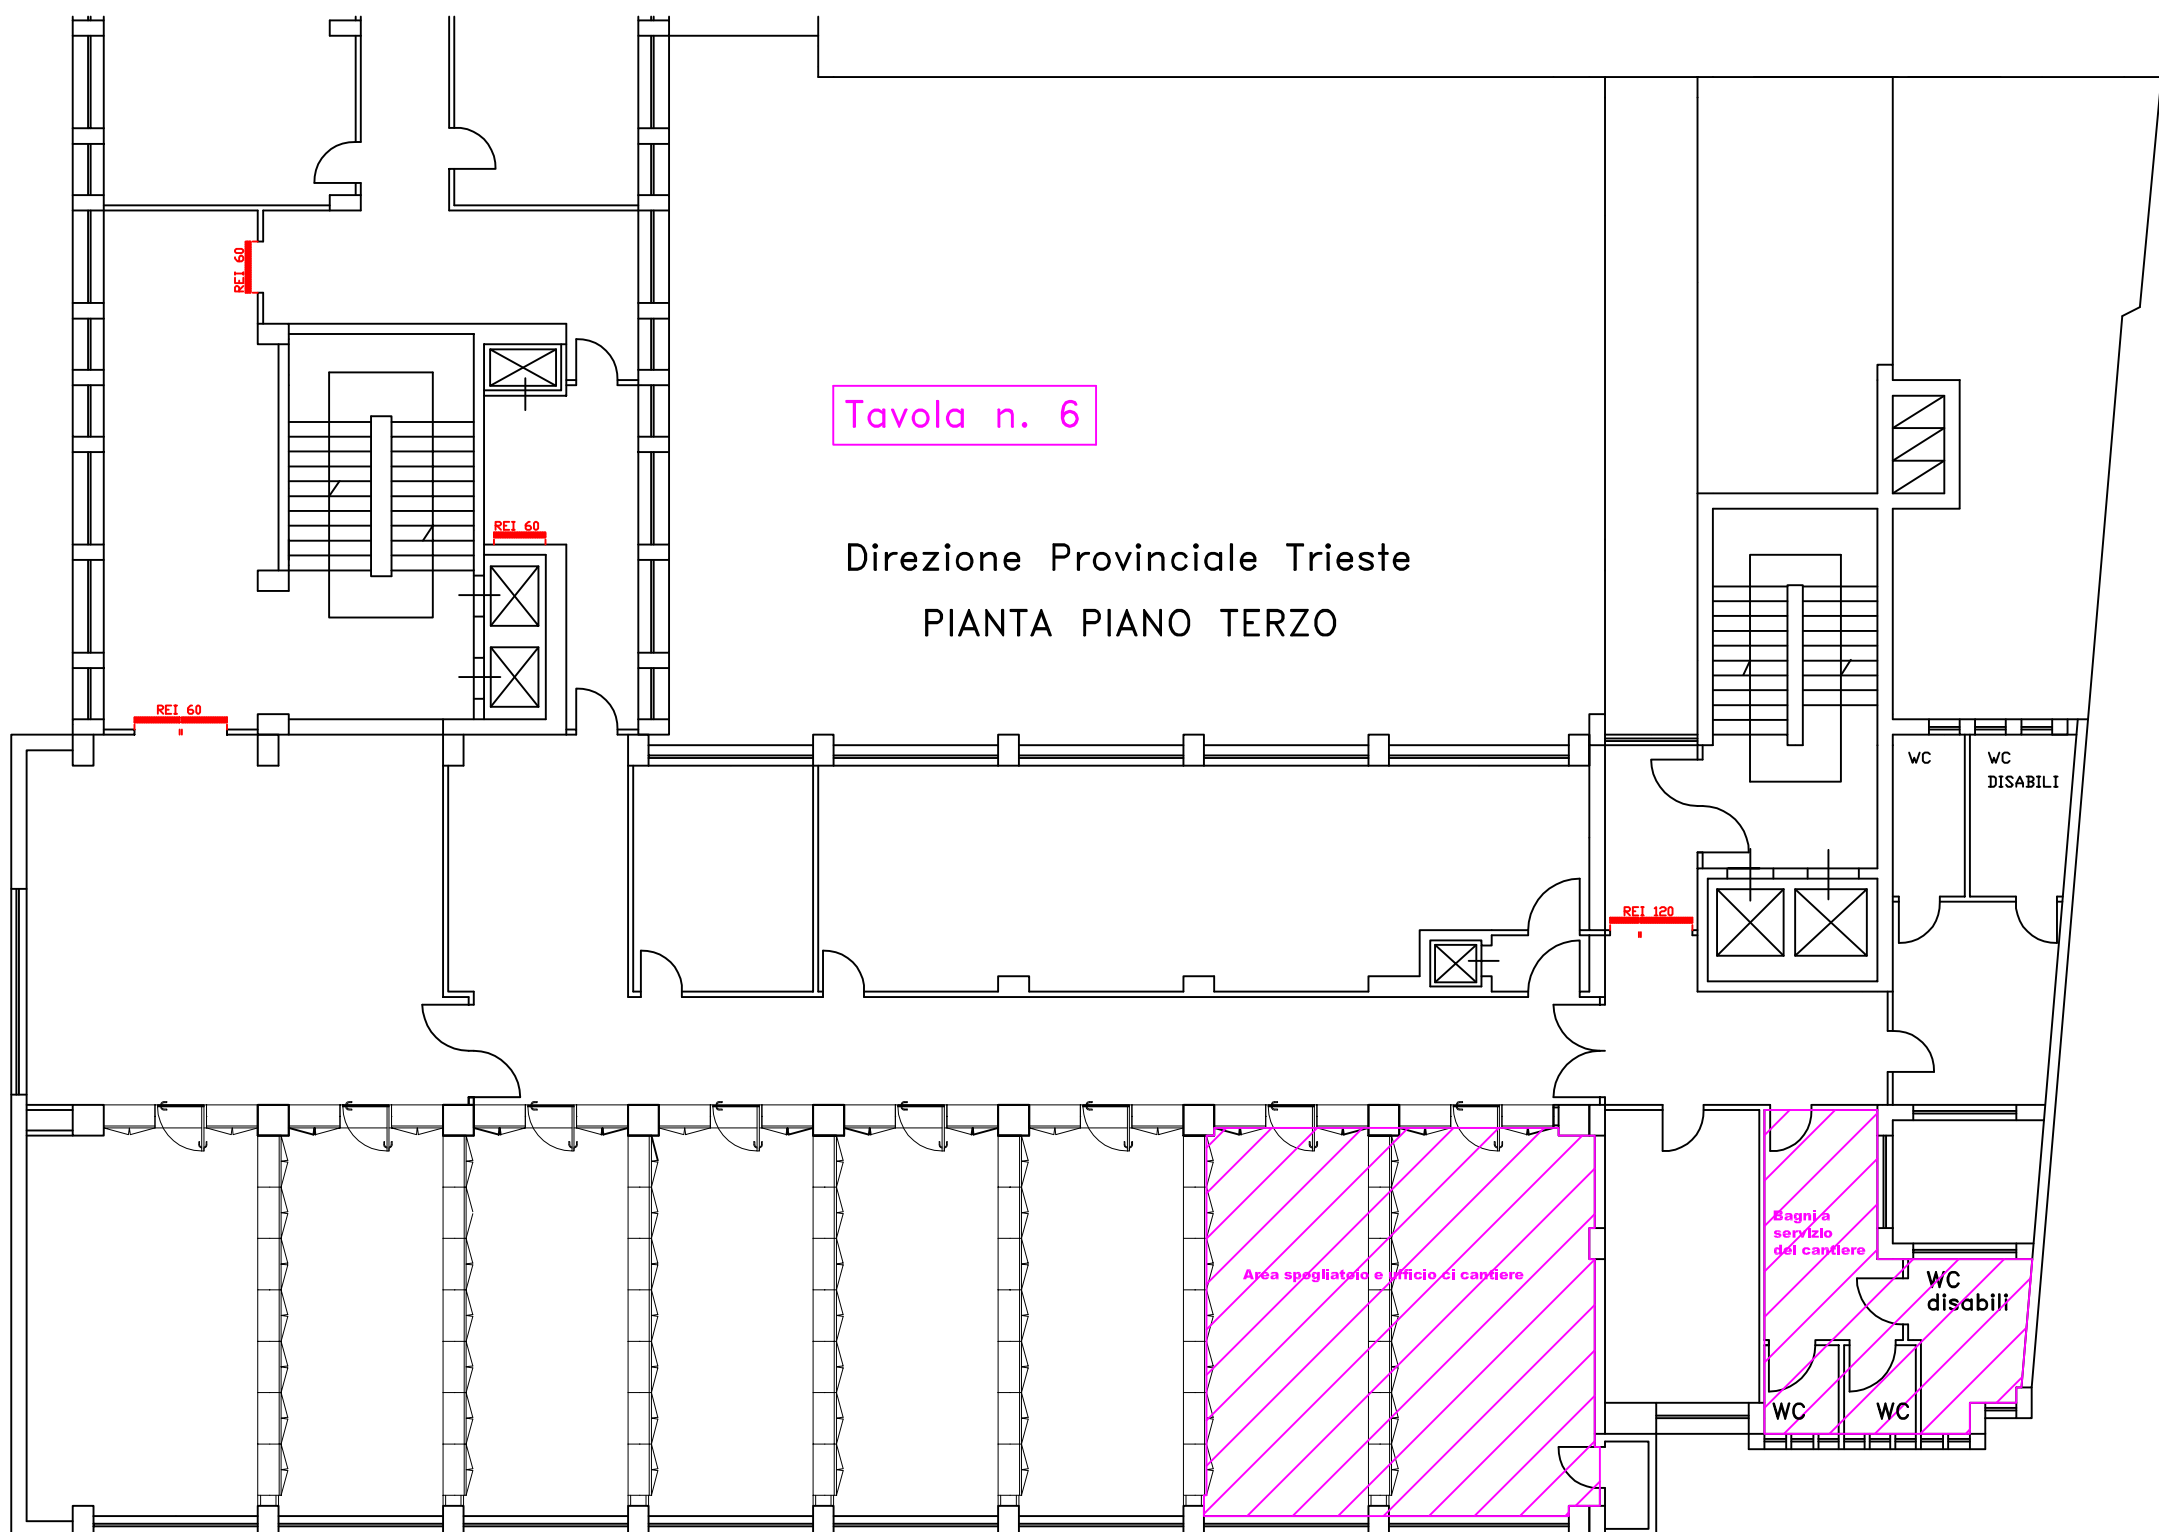 REI 60
Tavola n. 6
REI 60
Direzione Provinciale Trieste
PIANTA PIANO TERZO
REI 60
WC
WC
DISABILI
REI 120
Bagni a
servizio
del cantiere
Area spogliatoio e ufficio di cantiere
WC
disabili
WC
WC